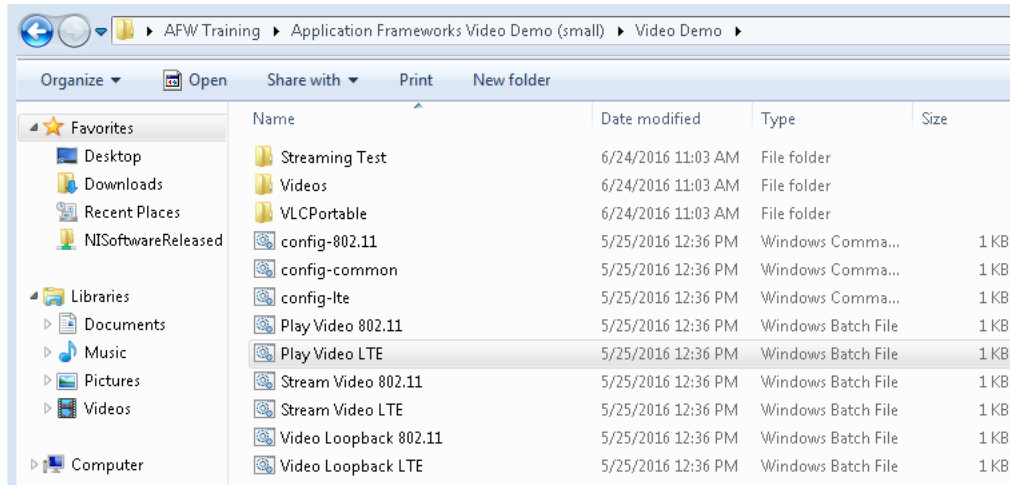 AFW Training Application Frameworks Video Demo (small) Video Demo
Organize Open Share with Print New folder
Favorites
Desktop
Downloads
Recent Places
NISoftwareReleased
Libraries
Documents
Music
Pictures
Videos
Computer
Name Date modified Type Size
Streaming Test 6/24/2016 11:03 AM File folder
Videos 6/24/2016 11:03 AM File folder
VLCPortable 6/24/2016 11:03 AM File folder
config-802.11 5/25/2016 12:36 PM Windows Comma... 1 KB
config-common 5/25/2016 12:36 PM Windows Comma... 1 KB
config-lte 5/25/2016 12:36 PM Windows Comma... 1 KB
Play Video 802.11 5/25/2016 12:36 PM Windows Batch File 1 KB
Play Video LTE 5/25/2016 12:36 PM Windows Batch File 1 KB
Stream Video 802.11 5/25/2016 12:36 PM Windows Batch File 1 KB
Stream Video LTE 5/25/2016 12:36 PM Windows Batch File 1 KB
Video Loopback 802.11 5/25/2016 12:36 PM Windows Batch File 1 KB
Video Loopback LTE 5/25/2016 12:36 PM Windows Batch File 1 KB